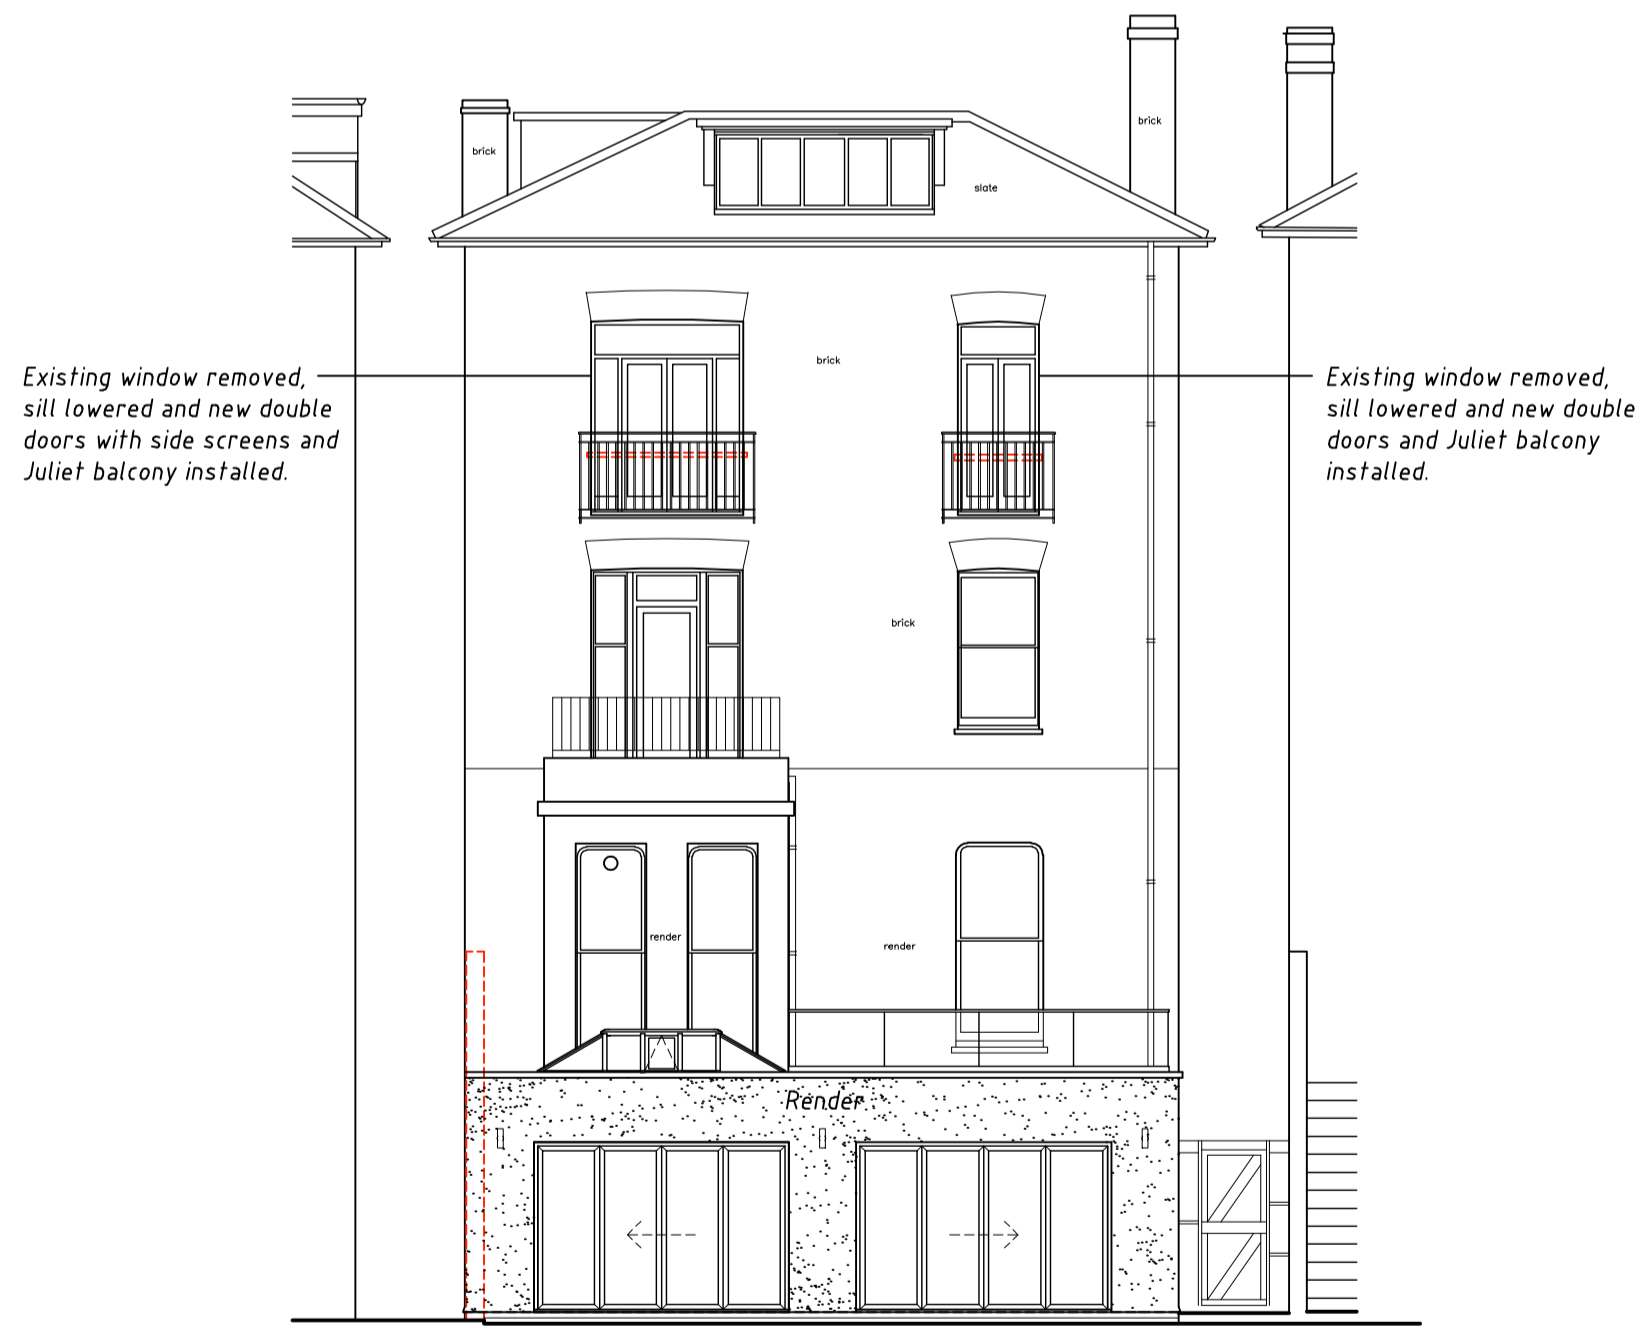 brick
brick
slate
brick
Existing window removed,
sill lowered and new double
doors with side screens and
Juliet balcony installed.
Existing window removed,
sill lowered and new double
doors and Juliet balcony
installed.
brick
render
render
Render